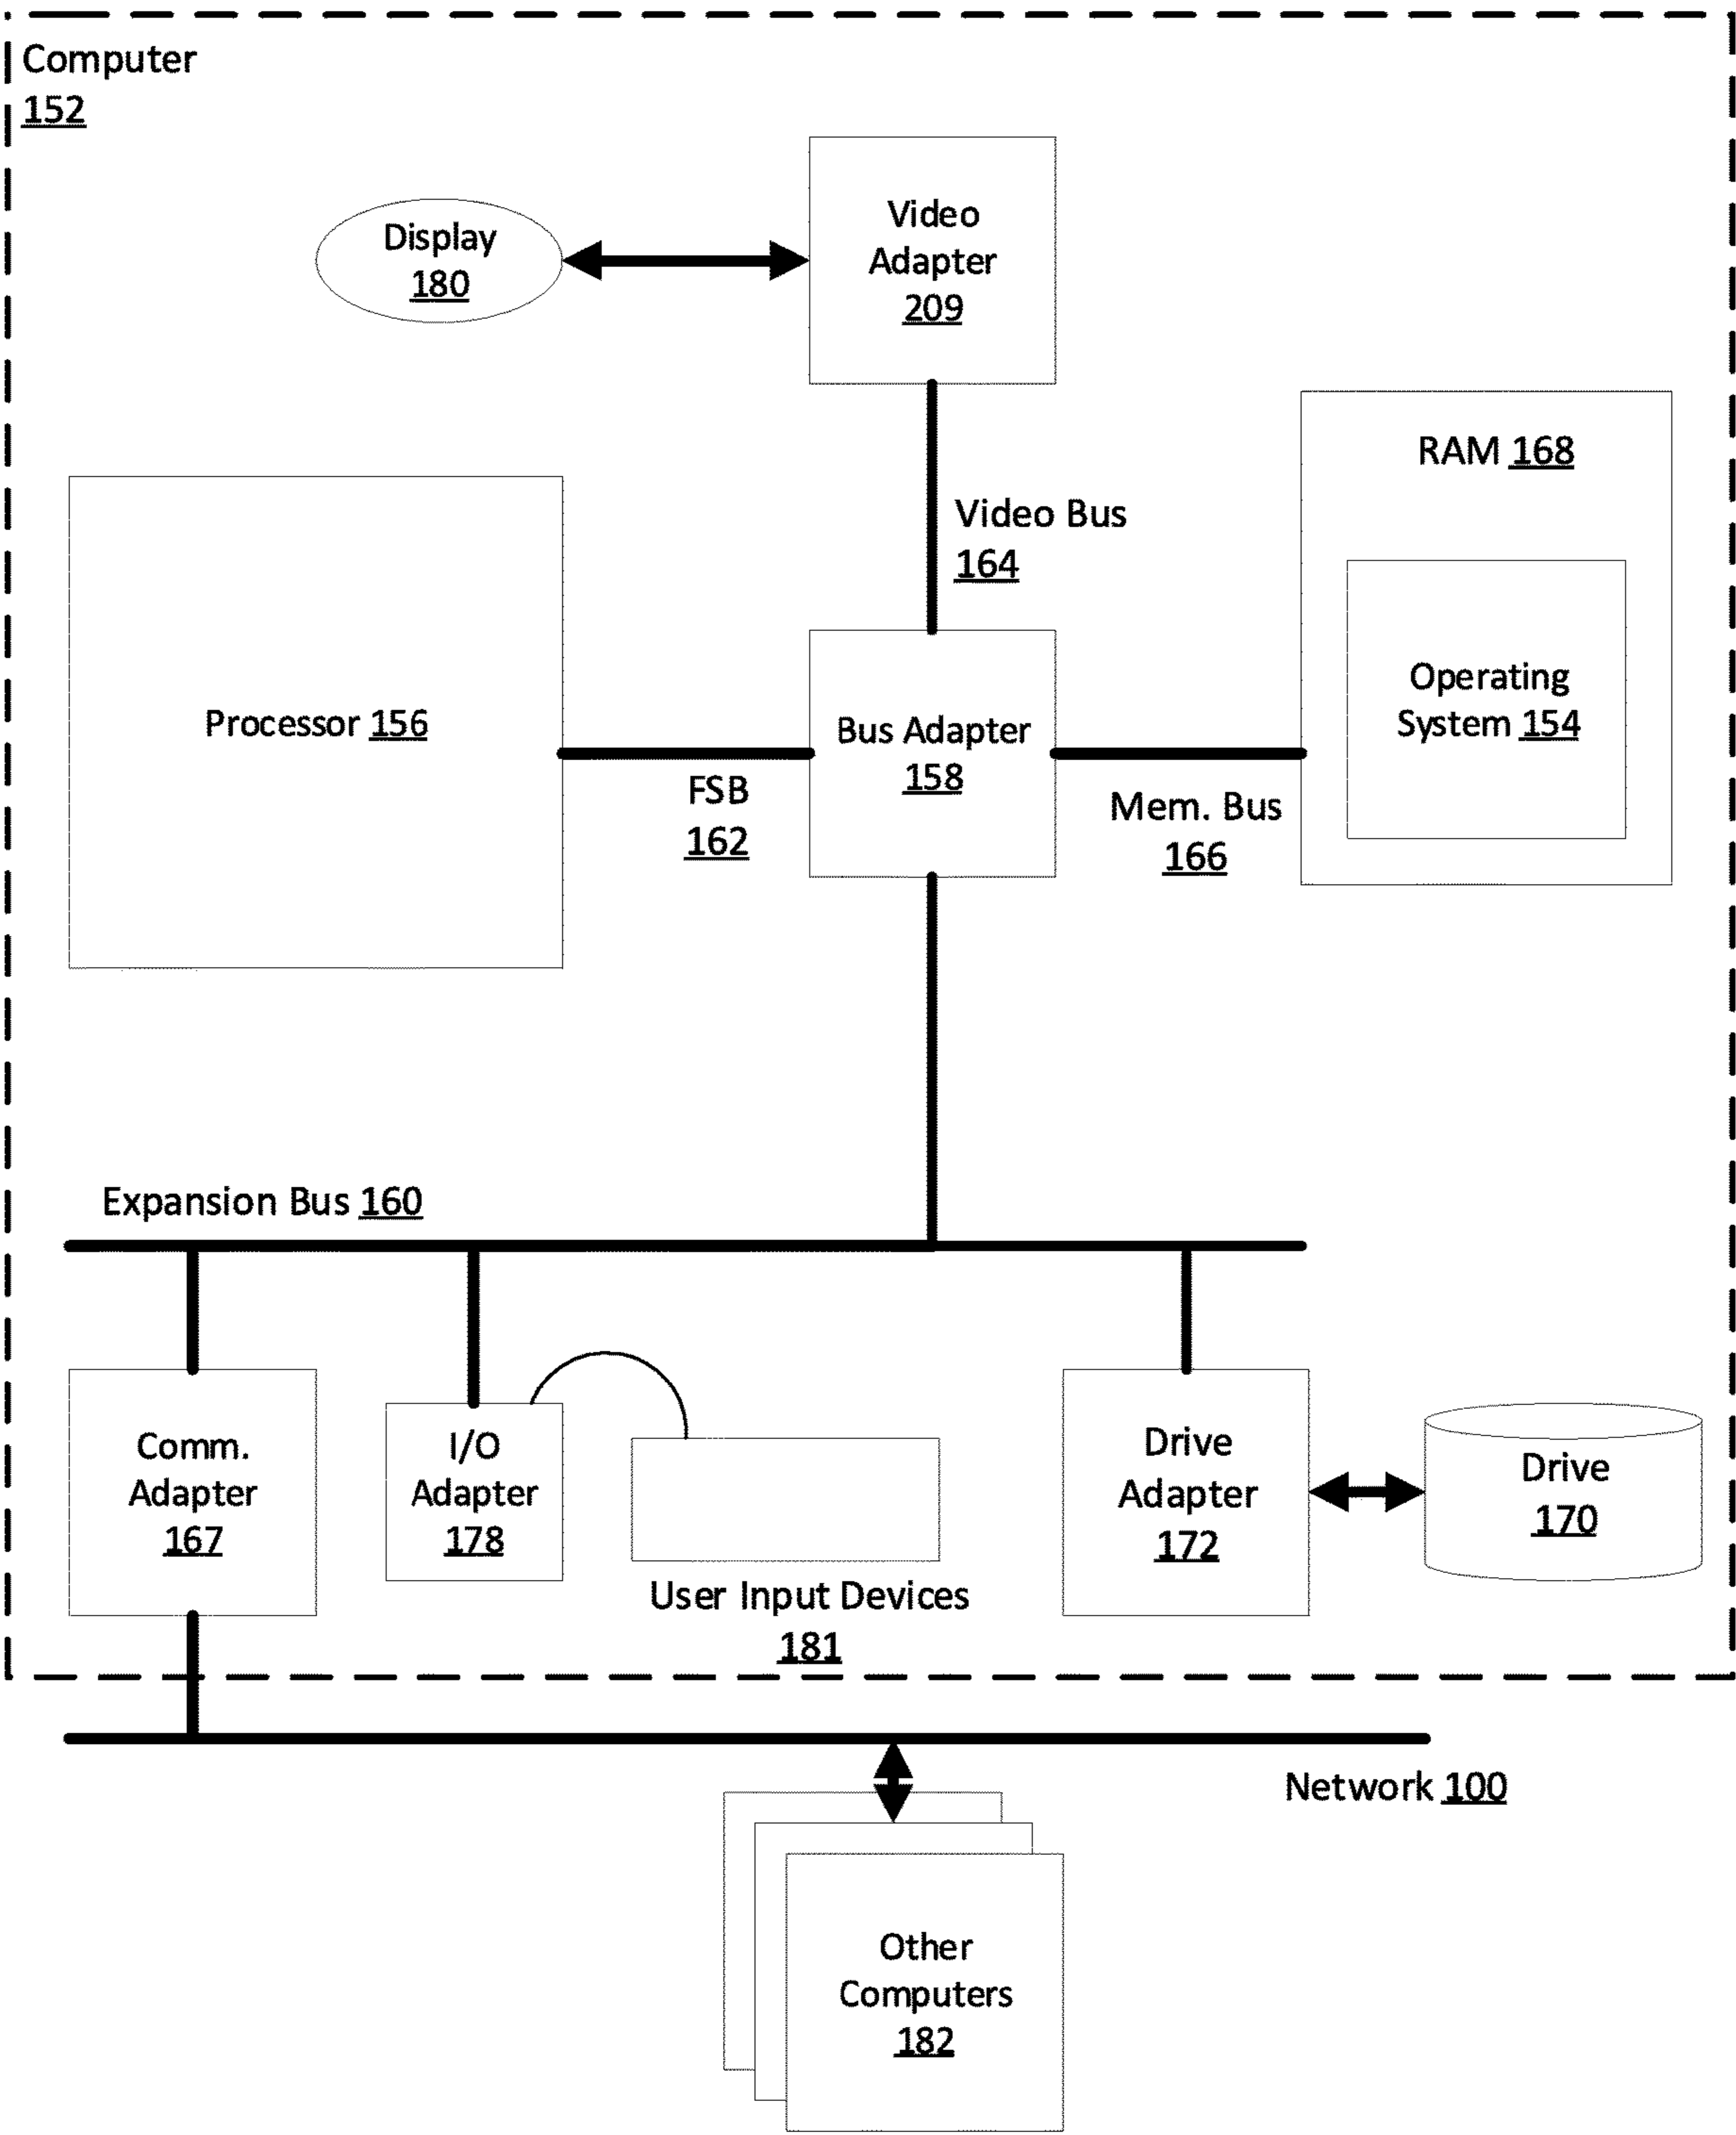 Computer
152
Video
Adapter
209
Display
180
RAM 168
Video Bus
164
Operating
System 154
Processor 156
Bus Adapter
158
FSB
162
Mem. Bus
166
Expansion Bus 160
Comm.
Adapter
167
I/O
Adapter
178
User Input Devices
181
Drive
Adapter
172
Drive
170
Network 100
Other
Computers
182